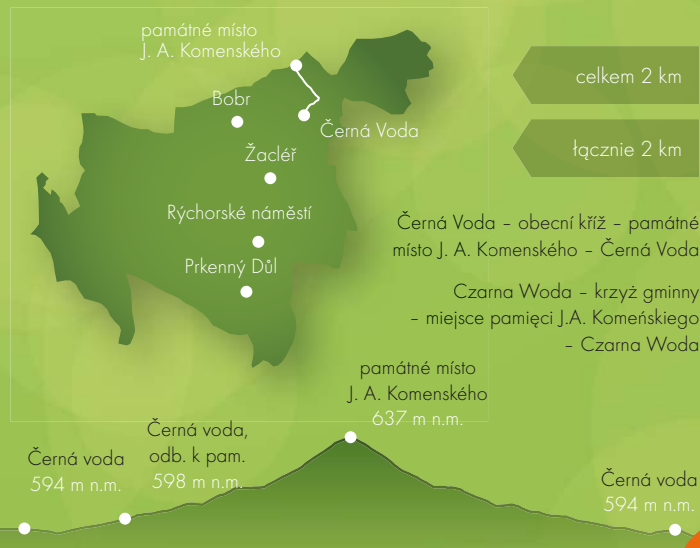 památné místo
J. A. Komenského
Bobr
Černá Voda
Žacléř
Rýchorské náměstí
Prkenný Důl
celkem 2 km
łącznie 2 km
Černá Voda – obecní kříž – památné
místo J. A. Komenského – Černá Voda
Czarna Woda – krzyż gminny
– miejsce pamięci J.A. Komeńskiego
– Czarna Woda
památné místo
J. A. Komenského
637 m n.m.
Černá voda,
odb. k pam.
598 m n.m.
Černá voda
594 m n.m.
Černá voda
594 m n.m.